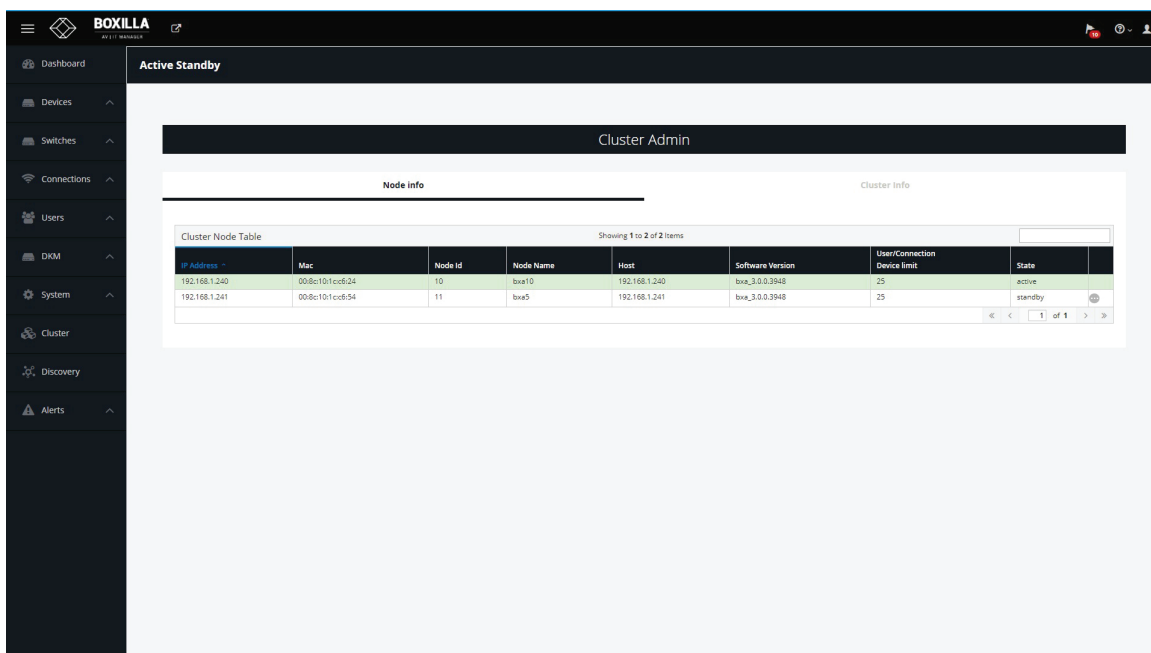 BOXILLA
AV | IT MANAGER
10
Dashboard
Active Standby
Devices
Switches
Cluster Admin
Connections
Node info
Cluster Info
Users
Cluster Node Table
Showing 1 to 2 of 2 Items
DKM
IP Address Mac Node Id Node Name Host Software Version User/Connection Device limit State
192.168.1.240 00:8c:10:1c:c6:24 10 bxa10 192.168.1.240 bxa_3.0.0.3948 25 active
System
192.168.1.241 00:8c:10:1c:c6:54 11 bxa5 192.168.1.241 bxa_3.0.0.3948 25 standby
1 of 1
Cluster
Discovery
Alerts